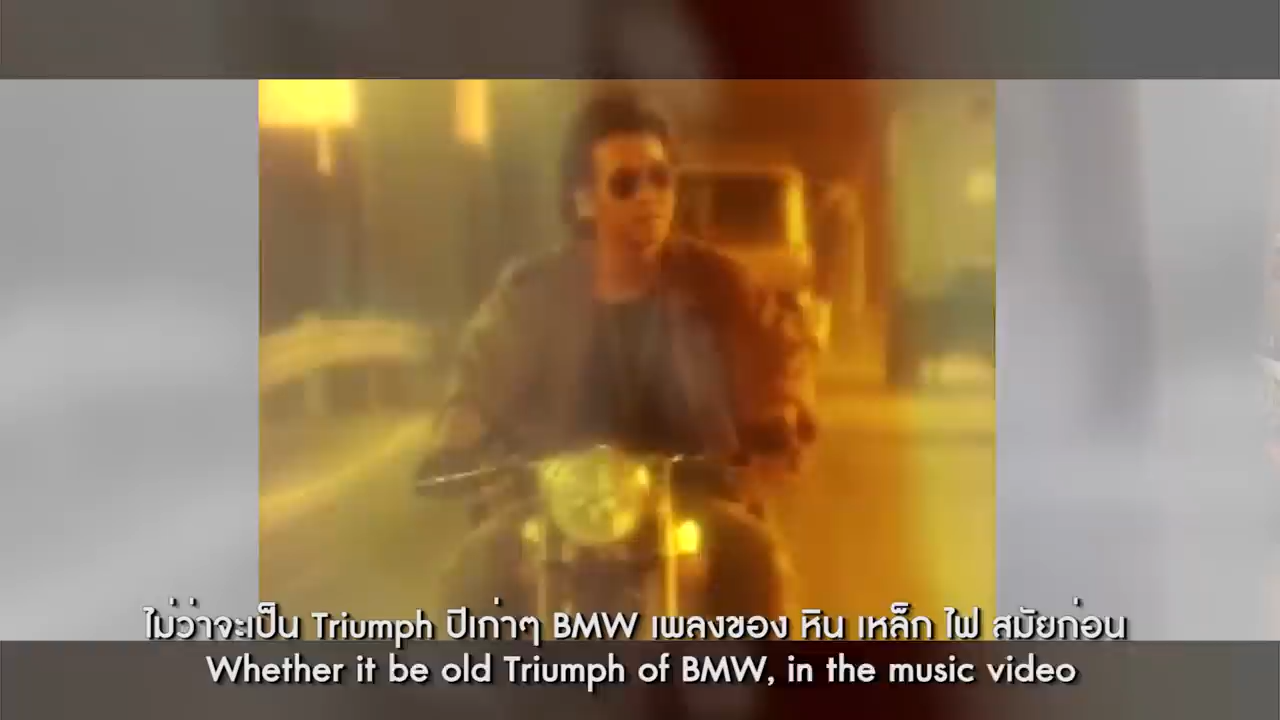 ไม่ว่าจะเป็น Triumph ปีเก่าๆ BMW เพลงของ หิน เหล็ก ไฟ สมัยก่อน
Whether it be old Triumph of BMW, in the music video